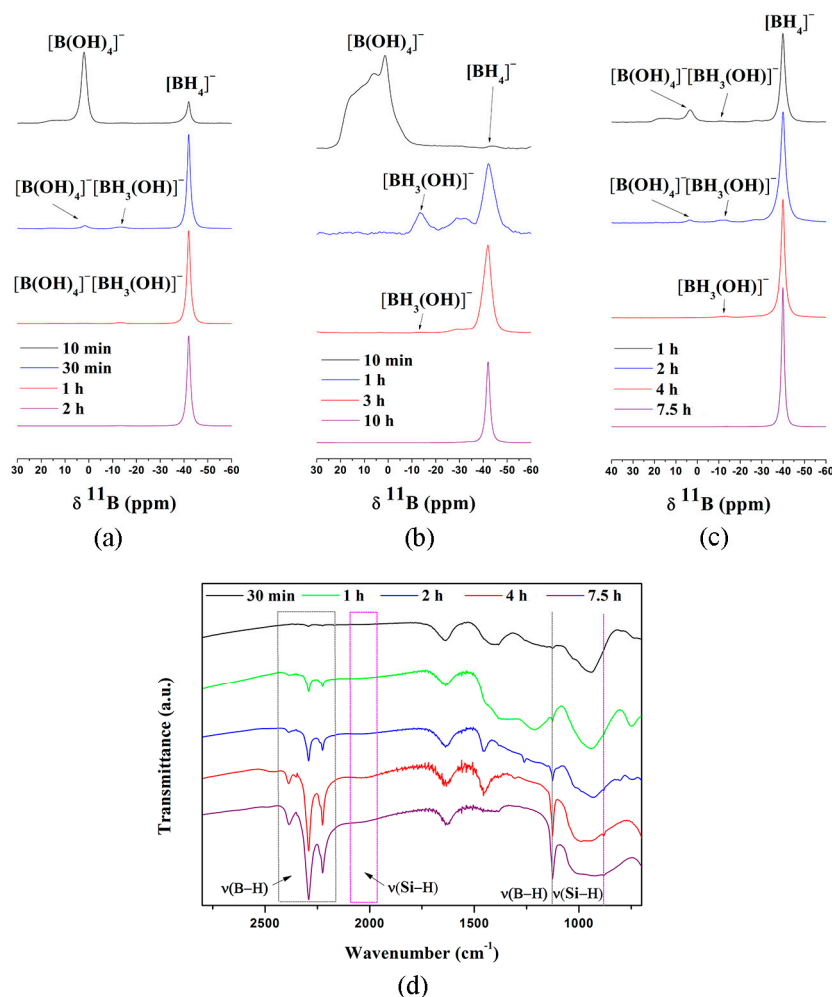 [B(OH)₄]⁻
[BH₄]⁻
[B(OH)₄]⁻[BH₃(OH)]⁻
[B(OH)₄]⁻[BH₃(OH)]⁻
10 min
30 min
1 h
2 h
30 20 10 0 -10 -20 -30 -40 -50 -60
δ ¹¹B (ppm)
(a)
[B(OH)₄]⁻
[BH₄]⁻
[BH₃(OH)]⁻
[BH₃(OH)]⁻
10 min
1 h
3 h
10 h
30 20 10 0 -10 -20 -30 -40 -50 -60
δ ¹¹B (ppm)
(b)
[BH₄]⁻
[B(OH)₄]⁻[BH₃(OH)]⁻
[B(OH)₄]⁻[BH₃(OH)]⁻
[BH₃(OH)]⁻
1 h
2 h
4 h
7.5 h
40 30 20 10 0 -10 -20 -30 -40 -50 -60
δ ¹¹B (ppm)
(c)
30 min 1 h 2 h 4 h 7.5 h
Transmittance (a.u.)
ν(B−H) ν(Si−H) ν(B−H) ν(Si−H)
2500 2000 1500 1000
Wavenumber (cm⁻¹)
(d)